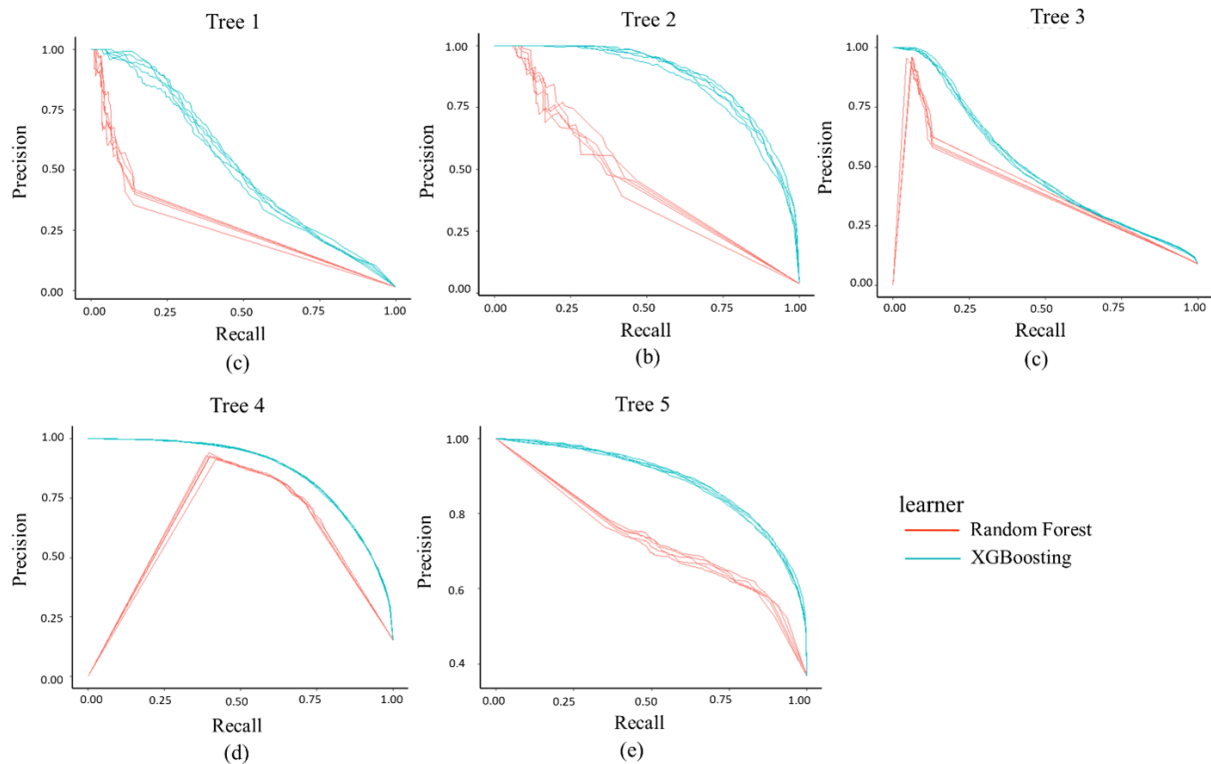 Tree 1
Precision
1.00
0.75
0.50
0.25
0.00
0.00 0.25 0.50 0.75 1.00
Recall
(c)
Tree 2
Precision
1.00
0.75
0.50
0.25
0.00
0.00 0.25 0.50 0.75 1.00
Recall
(b)
Tree 3
Precision
1.00
0.75
0.50
0.25
0.00
0.00 0.25 0.50 0.75 1.00
Recall
(c)
Tree 4
Precision
1.00
0.75
0.50
0.25
0.00
0.00 0.25 0.50 0.75 1.00
Recall
(d)
Tree 5
Precision
1.00
0.8
0.6
0.4
0.00 0.25 0.50 0.75 1.00
Recall
(e)
learner
Random Forest
XGBoosting